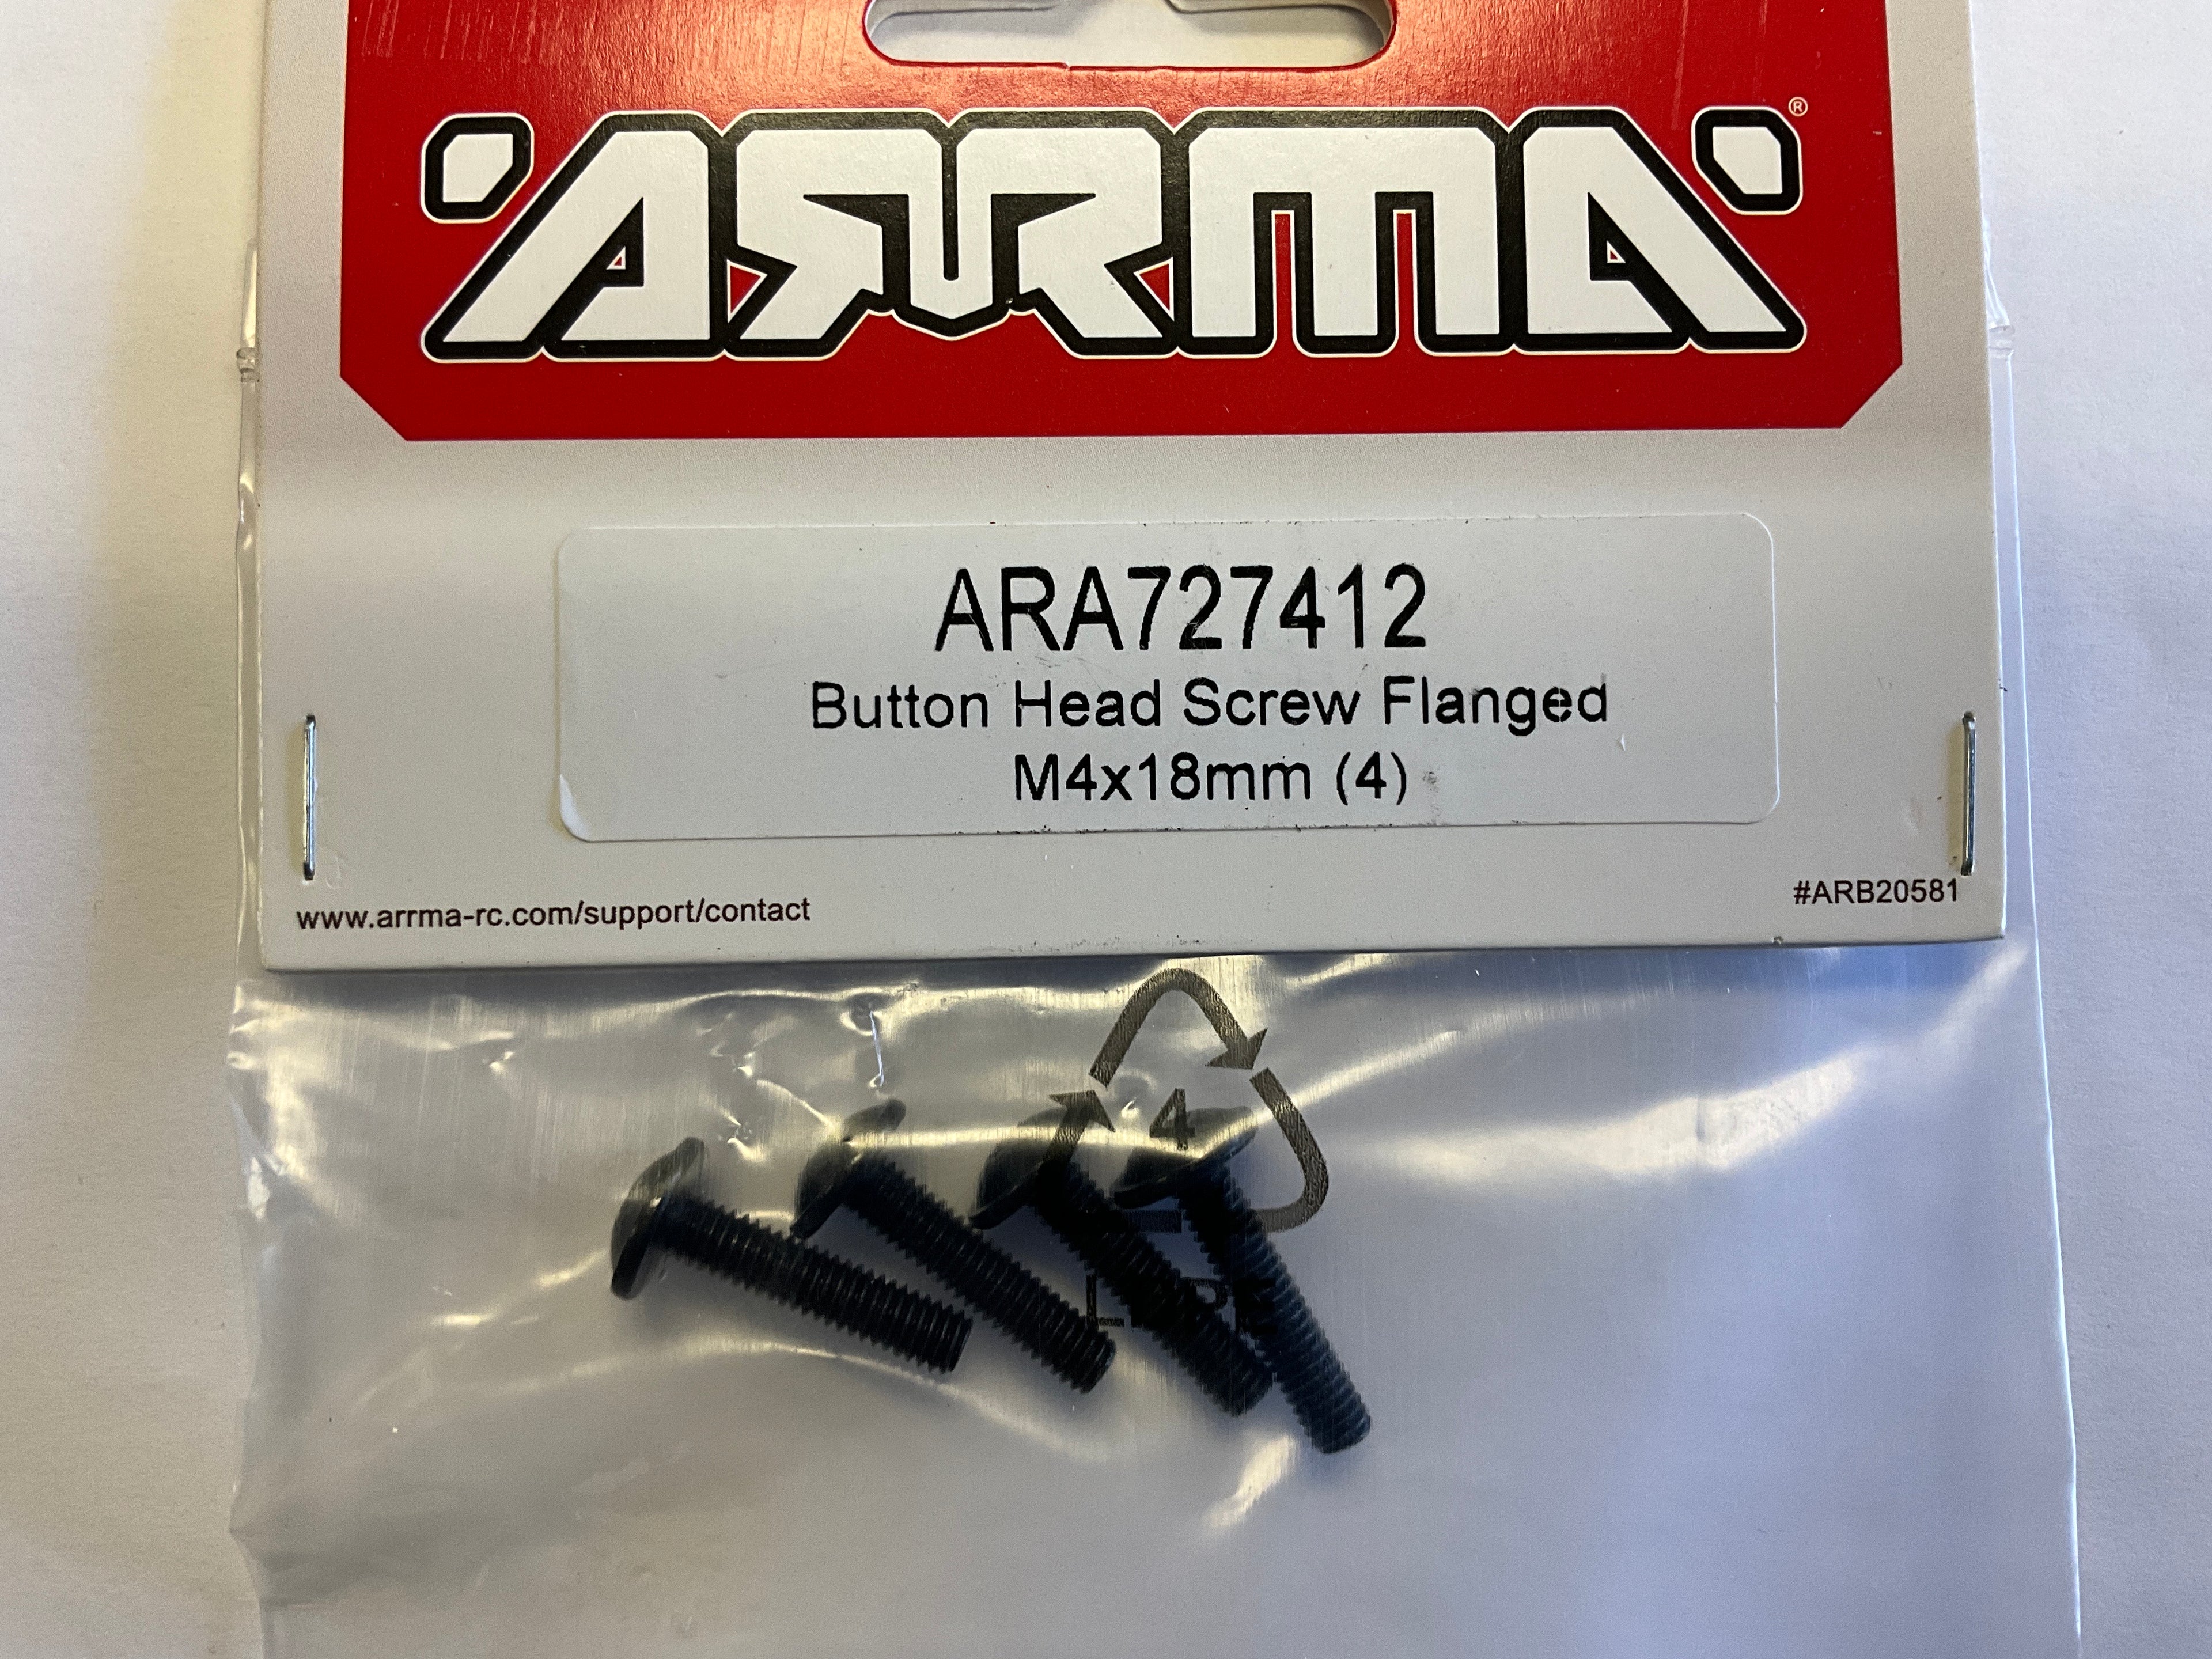 ARRMA®
ARA727412
Button Head Screw Flanged
M4x18mm (4)
www.arrma-rc.com/support/contact
#ARB20581
4